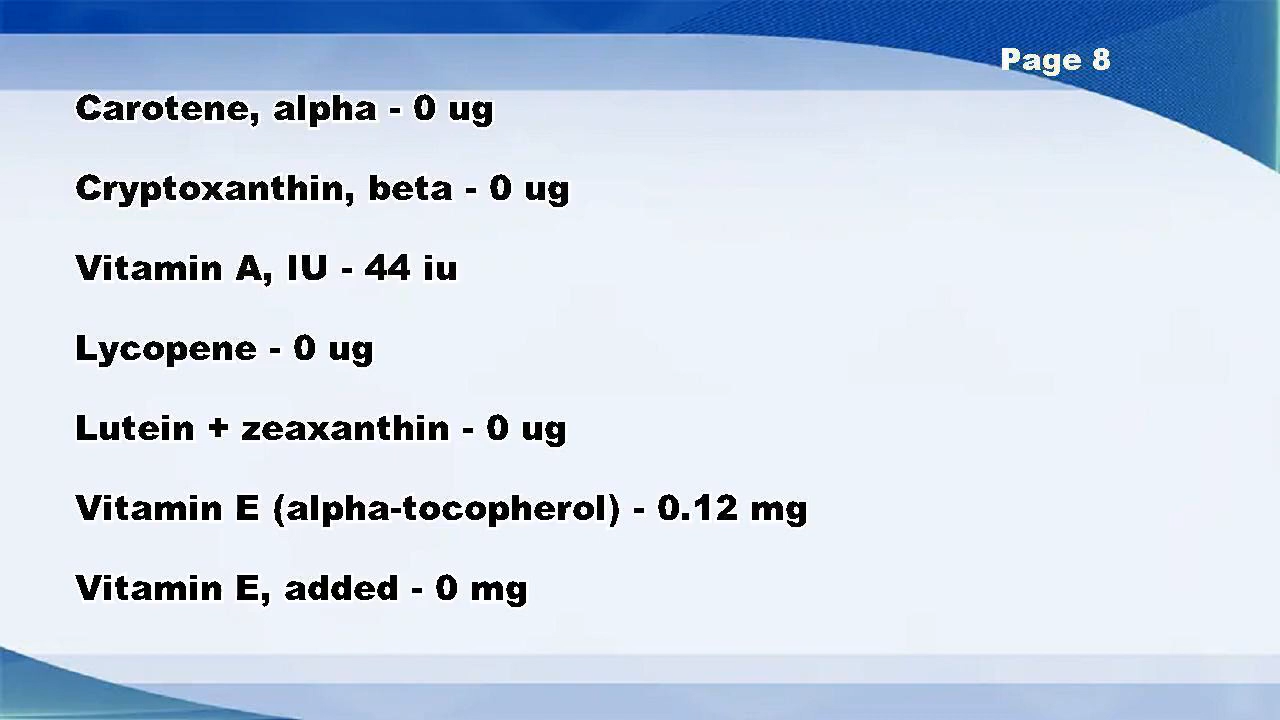 Page 8
Carotene, alpha - 0 ug
Cryptoxanthin, beta - 0 ug
Vitamin A, IU - 44 iu
Lycopene - 0 ug
Lutein + zeaxanthin - 0 ug
Vitamin E (alpha-tocopherol) - 0.12 mg
Vitamin E, added - 0 mg